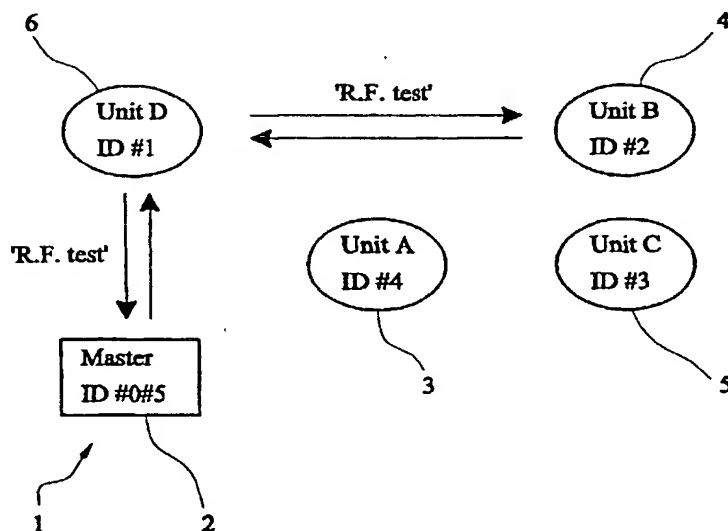 6
4
Unit D
ID #1
'R.F. test'
Unit B
ID #2
'R.F. test'
Unit A
ID #4
Unit C
ID #3
Master
ID #0#5
3
5
1
2